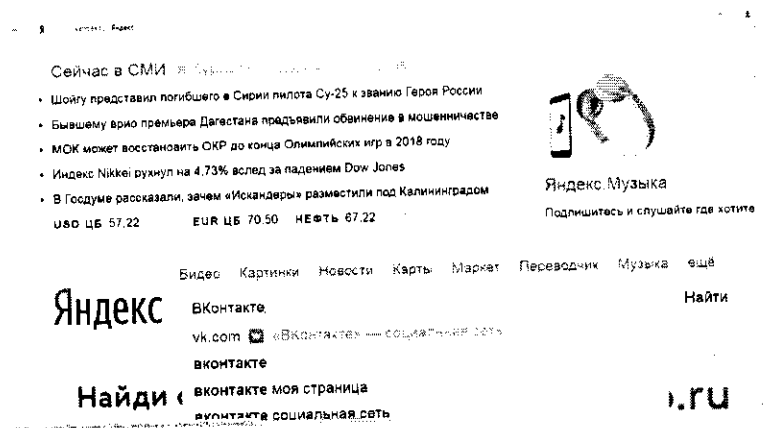 Яндекс
Сейчас в СМИ
• Шойгу представил погибшего в Сирии пилота Су-25 к званию Героя России
• Бывшему врио премьера Дагестана предъявили обвинение в мошенничестве
• МОК может восстановить ОКР до конца Олимпийских игр в 2018 году
• Индекс Nikkei рухнул на 4,73% вслед за падением Dow Jones
• В Госдуме рассказали, зачем «Искандеры» разместили под Калининградом
USD ЦБ 57,22 EUR ЦБ 70,50 НЕФТЬ 67,22
Яндекс.Музыка
Подпишитесь и слушайте где хотите
Видео Картинки Новости Карты Маркет Переводчик Музыка ещё
Яндекс
ВКонтакте
Найти
vk.com «ВКонтакте» — социальная сеть
вконтакте
вконтакте моя страница
вконтакте социальная сеть
Найди
.ru